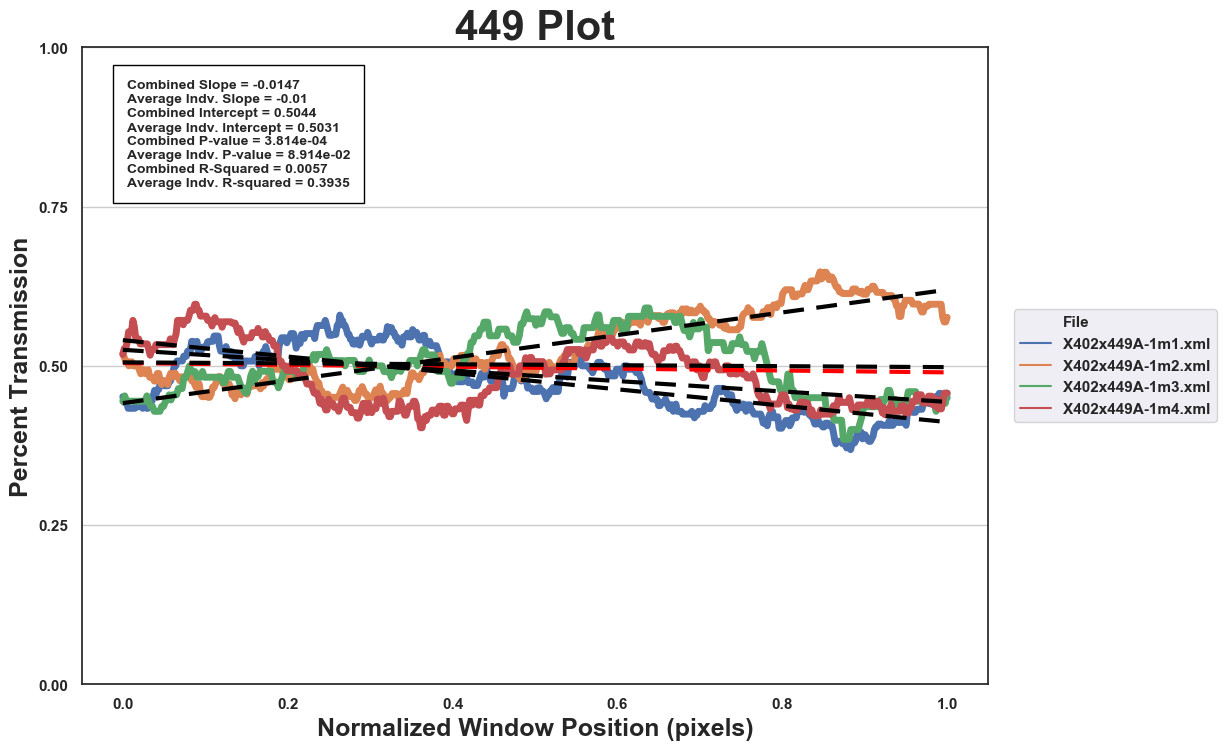 449 Plot
1.00
Combined Slope = -0.0147
Average Indv. Slope = -0.01
Combined Intercept = 0.5044
Average Indv. Intercept = 0.5031
Combined P-value = 3.814e-04
Average Indv. P-value = 8.914e-02
Combined R-Squared = 0.0057
Average Indv. R-squared = 0.3935
0.75
0.50
0.25
0.00
Percent Transmission
0.0 0.2 0.4 0.6 0.8 1.0
Normalized Window Position (pixels)
File
X402x449A-1m1.xml
X402x449A-1m2.xml
X402x449A-1m3.xml
X402x449A-1m4.xml